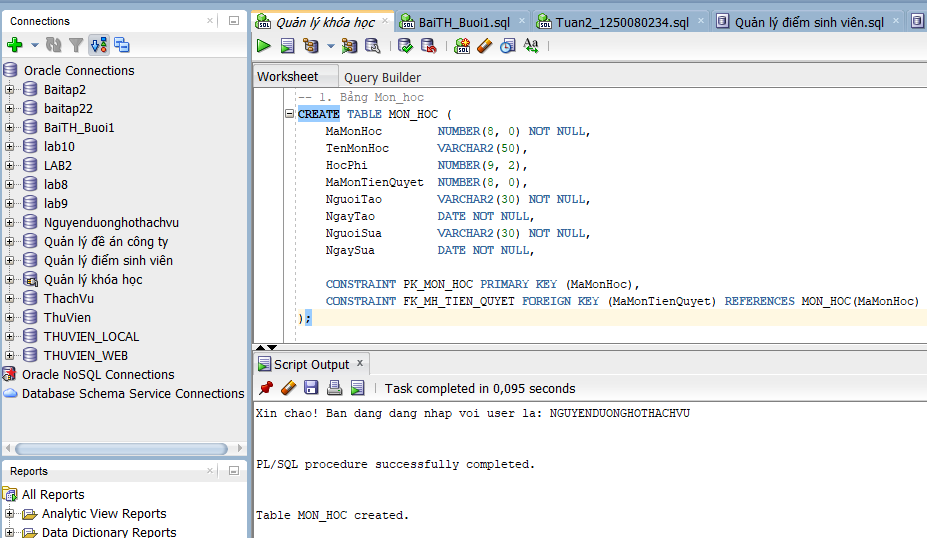 Connections
Oracle Connections
Baitap2
baitap22
BaiTH_Buoi1
lab10
LAB2
lab8
lab9
Nguyenduonghothachvu
Quản lý đề án công ty
Quản lý điểm sinh viên
Quản lý khóa học
ThachVu
ThuVien
THUVIEN_LOCAL
THUVIEN_WEB
Oracle NoSQL Connections
Database Schema Service Connections
Reports
All Reports
Analytic View Reports
Data Dictionary Reports
Quản lý khóa học
BaiTH_Buoi1.sql
Tuan2_1250080234.sql
Quản lý điểm sinh viên.sql
Worksheet
Query Builder
-- 1. Bảng Mon_hoc
CREATE TABLE MON_HOC (
MaMonHoc NUMBER(8, 0) NOT NULL,
TenMonHoc VARCHAR2(50),
HocPhi NUMBER(9, 2),
MaMonTienQuyet NUMBER(8, 0),
NguoiTao VARCHAR2(30) NOT NULL,
NgayTao DATE NOT NULL,
NguoiSua VARCHAR2(30) NOT NULL,
NgaySua DATE NOT NULL,
CONSTRAINT PK_MON_HOC PRIMARY KEY (MaMonHoc),
CONSTRAINT FK_MH_TIEN_QUYET FOREIGN KEY (MaMonTienQuyet) REFERENCES MON_HOC(MaMonHoc)
);
Script Output
Task completed in 0,095 seconds
Xin chao! Ban dang dang nhap voi user la: NGUYENDUONGHOTHACHVU
PL/SQL procedure successfully completed.
Table MON_HOC created.